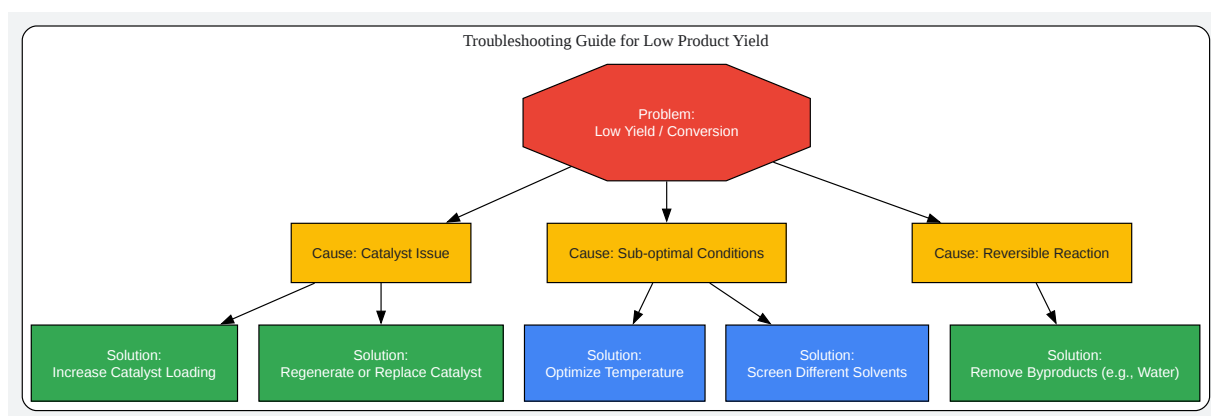 Troubleshooting Guide for Low Product Yield
Problem:
Low Yield / Conversion
Cause: Catalyst Issue
Cause: Sub-optimal Conditions
Cause: Reversible Reaction
Solution:
Increase Catalyst Loading
Solution:
Regenerate or Replace Catalyst
Solution:
Optimize Temperature
Solution:
Screen Different Solvents
Solution:
Remove Byproducts (e.g., Water)